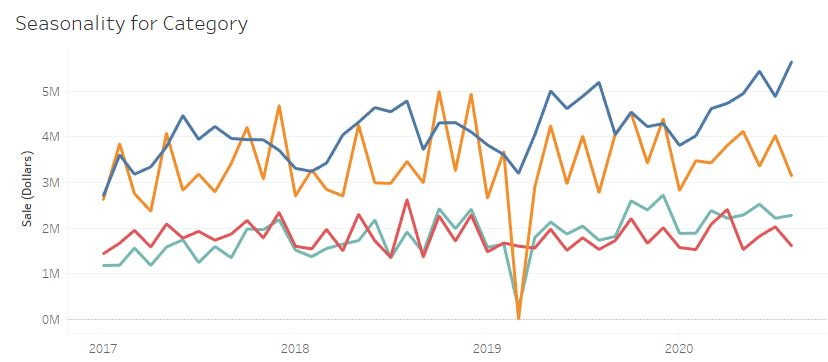 Seasonality for Category
Sale (Dollars)
5M
4M
3M
2M
1M
0M
2017 2018 2019 2020